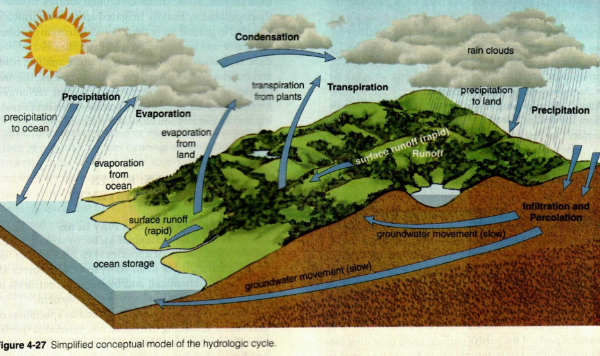 Condensation
rain clouds
Precipitation
precipitation
to ocean
Evaporation
transpiration
from plants
Transpiration
precipitation
to land
Precipitation
evaporation
from
land
evaporation
from
ocean
surface runoff (rapid)
Runoff
surface runoff
(rapid)
Infiltration and
Percolation
groundwater movement (slow)
ocean storage
groundwater movement (slow)
igure 4-27 Simplified conceptual model of the hydrologic cycle.